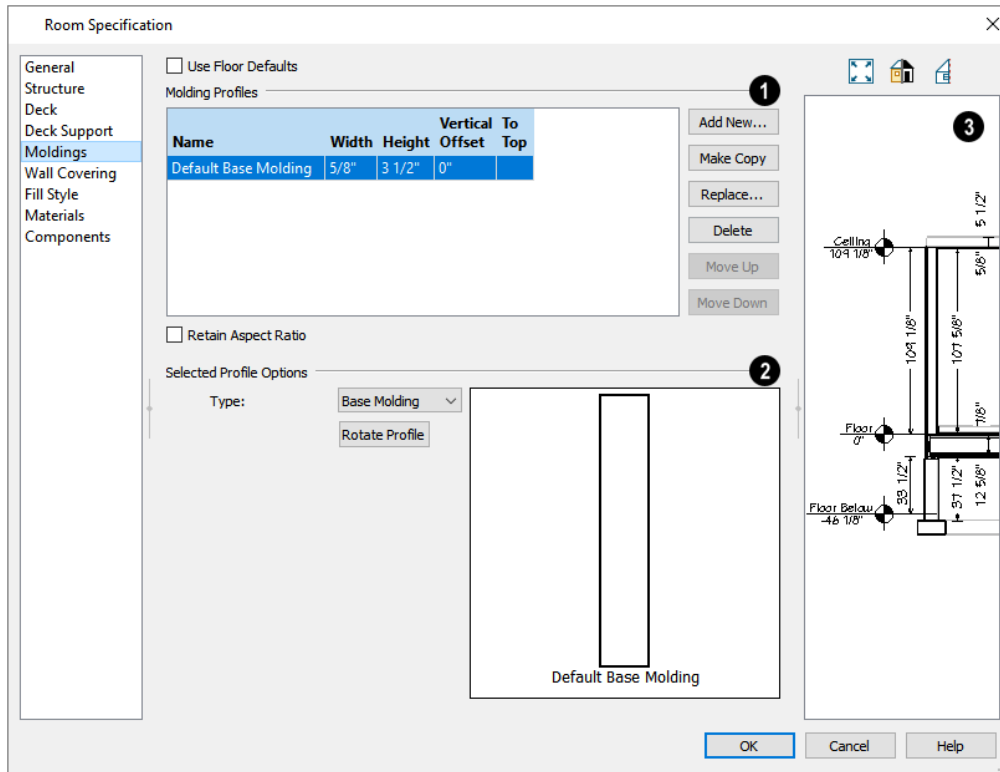 Room Specification
General
Structure
Deck
Deck Support
Moldings
Wall Covering
Fill Style
Materials
Components
Use Floor Defaults
Molding Profiles
1
Name Width Height Vertical Offset To Top
Default Base Molding 5/8" 3 1/2" 0"
Add New...
Make Copy
Replace...
Delete
Move Up
Move Down
Retain Aspect Ratio
Selected Profile Options
2
Type: Base Molding
Rotate Profile
Default Base Molding
3
5 1/2"
Ceiling
109 1/8"
5/8"
109 1/8"
107 5/8"
7/8"
Floor
0"
33 1/2"
31 1/2"
12 5/8"
Floor Below
-46 1/8"
OK
Cancel
Help